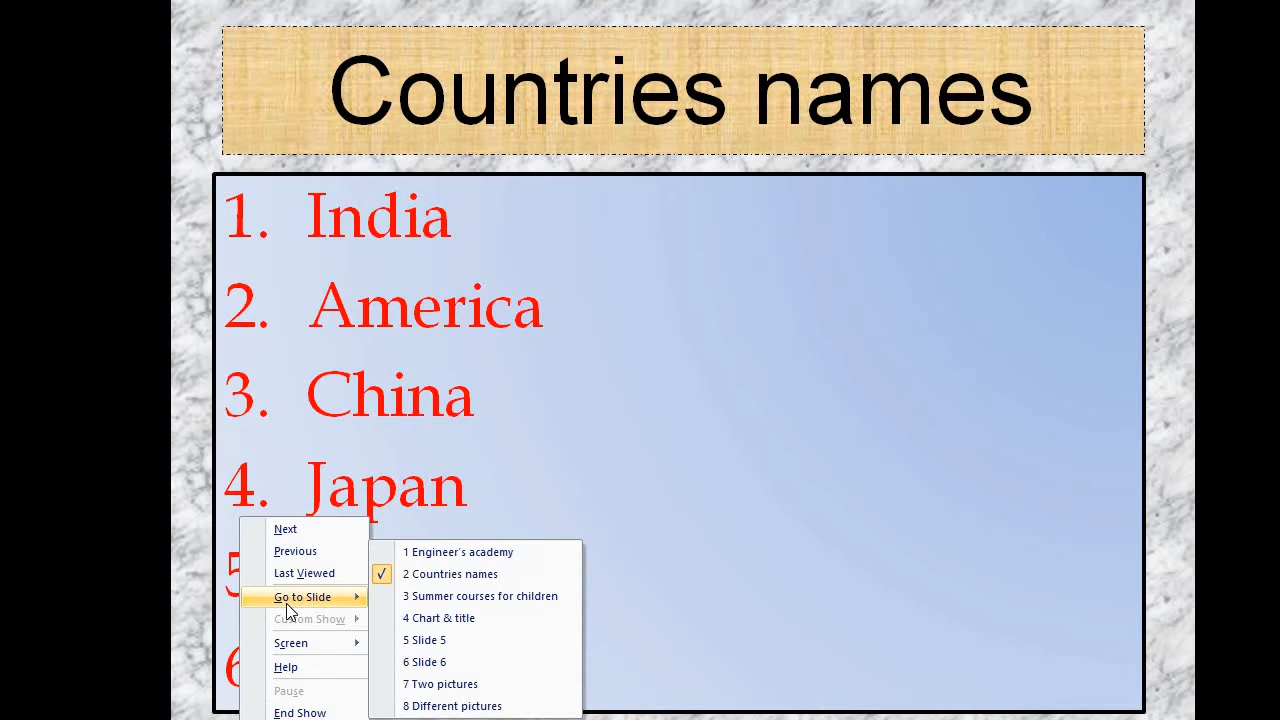 Countries names
1. India
2. America
3. China
4. Japan
5
6
Next
Previous
Last Viewed
Go to Slide
Custom Show
Screen
Help
Pause
End Show
1 Engineer's academy
✓ 2 Countries names
3 Summer courses for children
4 Chart & title
5 Slide 5
6 Slide 6
7 Two pictures
8 Different pictures